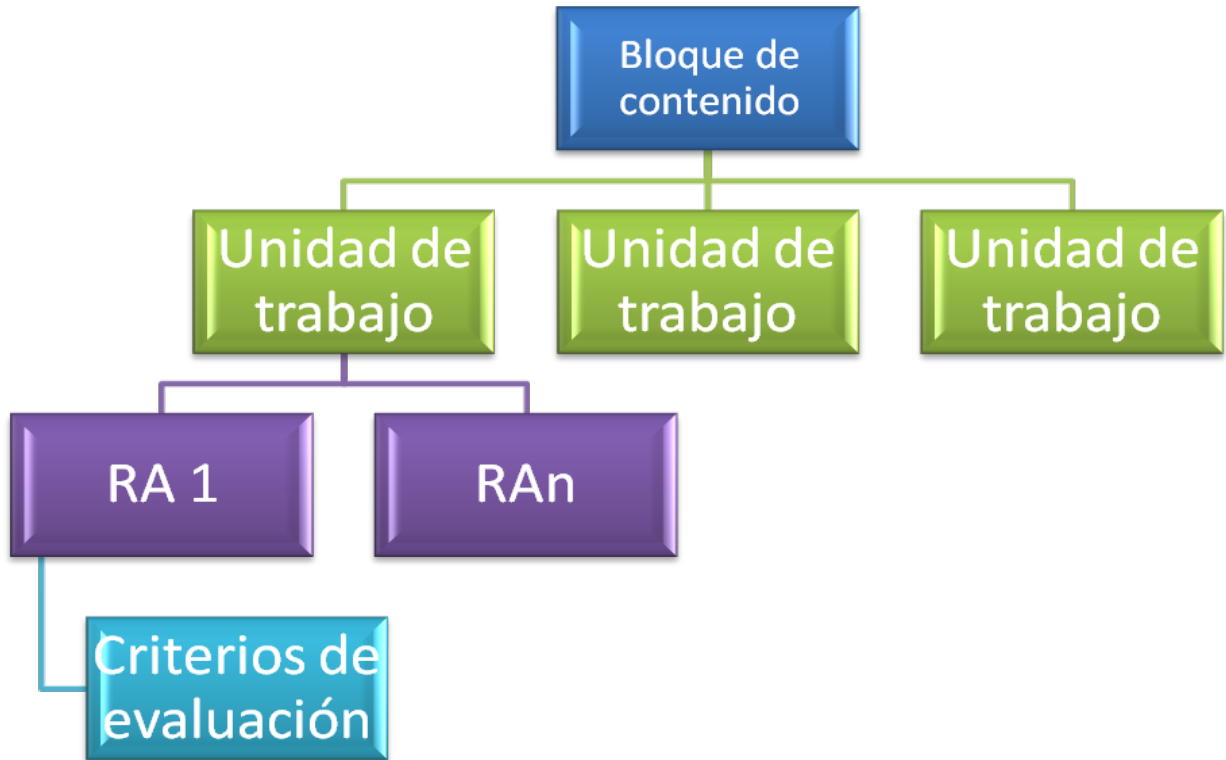 Bloque de
contenido
Unidad de
trabajo
Unidad de
trabajo
Unidad de
trabajo
RA 1
RAn
Criterios de
evaluación